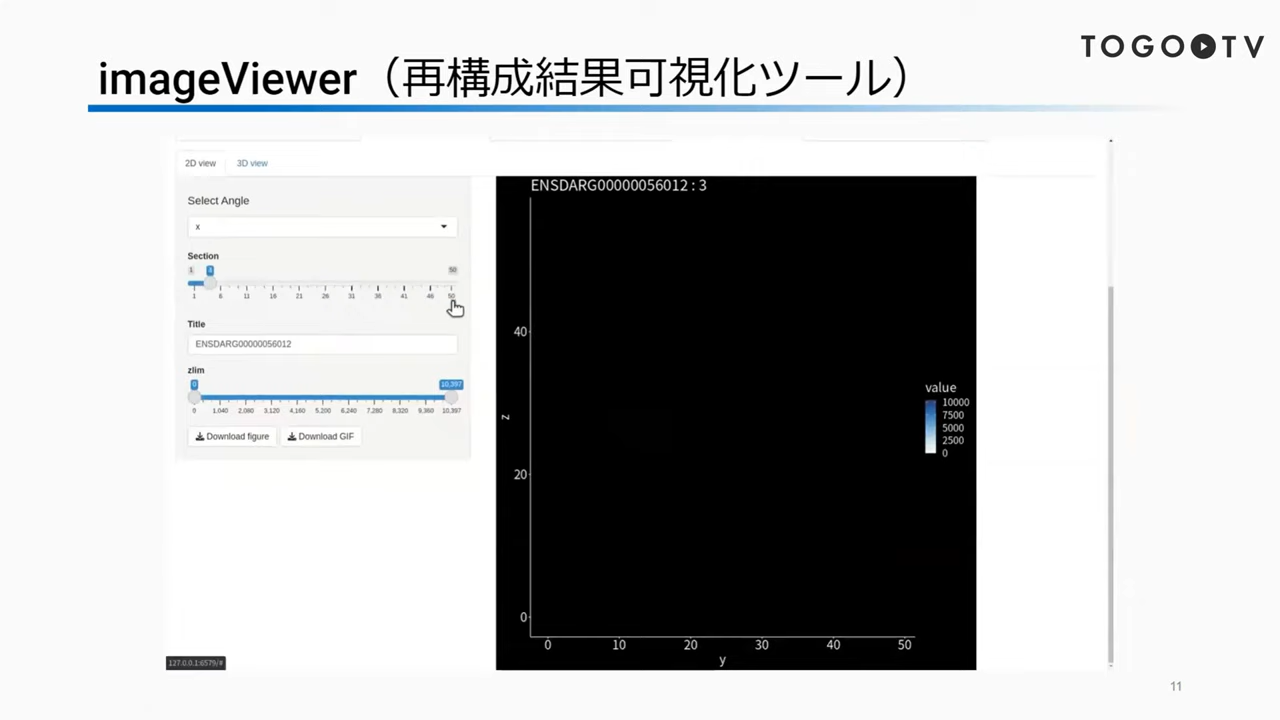 TOGO TV
imageViewer（再構成結果可視化ツール）
2D view 3D view
Select Angle
x
Section
1 3 50
1 6 11 16 21 26 31 36 41 46 50
Title
ENSDARG00000056012
zlim
0 10,397
0 1,040 2,080 3,120 4,160 5,200 6,240 7,280 8,320 9,360 10,397
Download figure Download GIF
ENSDARG00000056012 : 3
40
20
0
z
0 10 20 30 40 50
y
value
10000
7500
5000
2500
0
127.0.0.1:6579/#
11